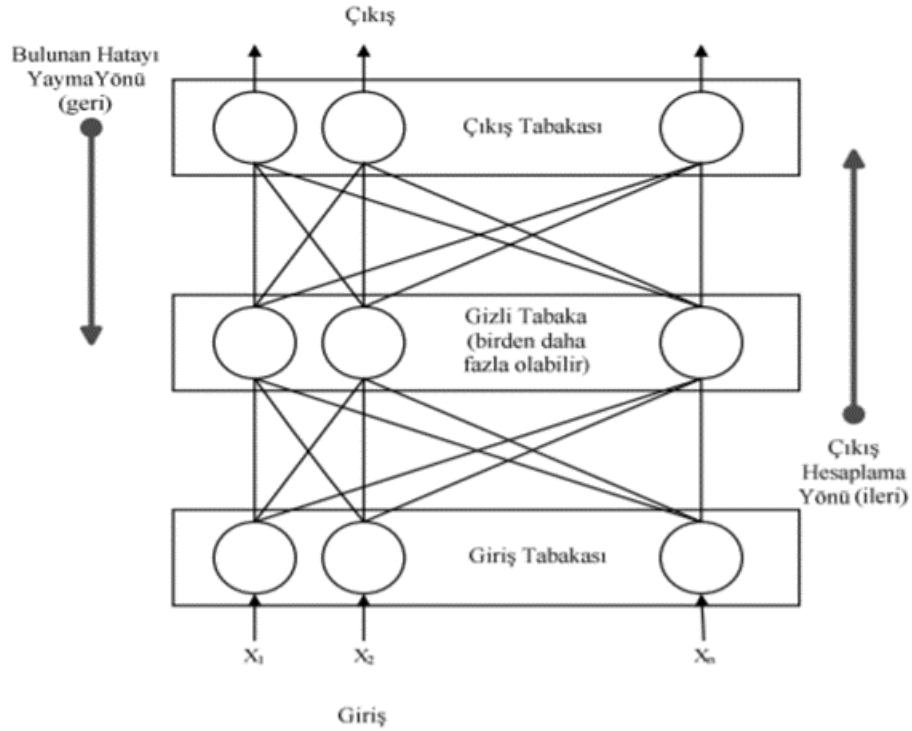 Çıkış
Bulunan Hatayı
YaymaYönü
(geri)
Çıkış Tabakası
Gizli Tabaka
(birden daha
fazla olabilir)
Çıkış
Hesaplama
Yönü (ileri)
Giriş Tabakası
X₁
X₂
Xₙ
Giriş